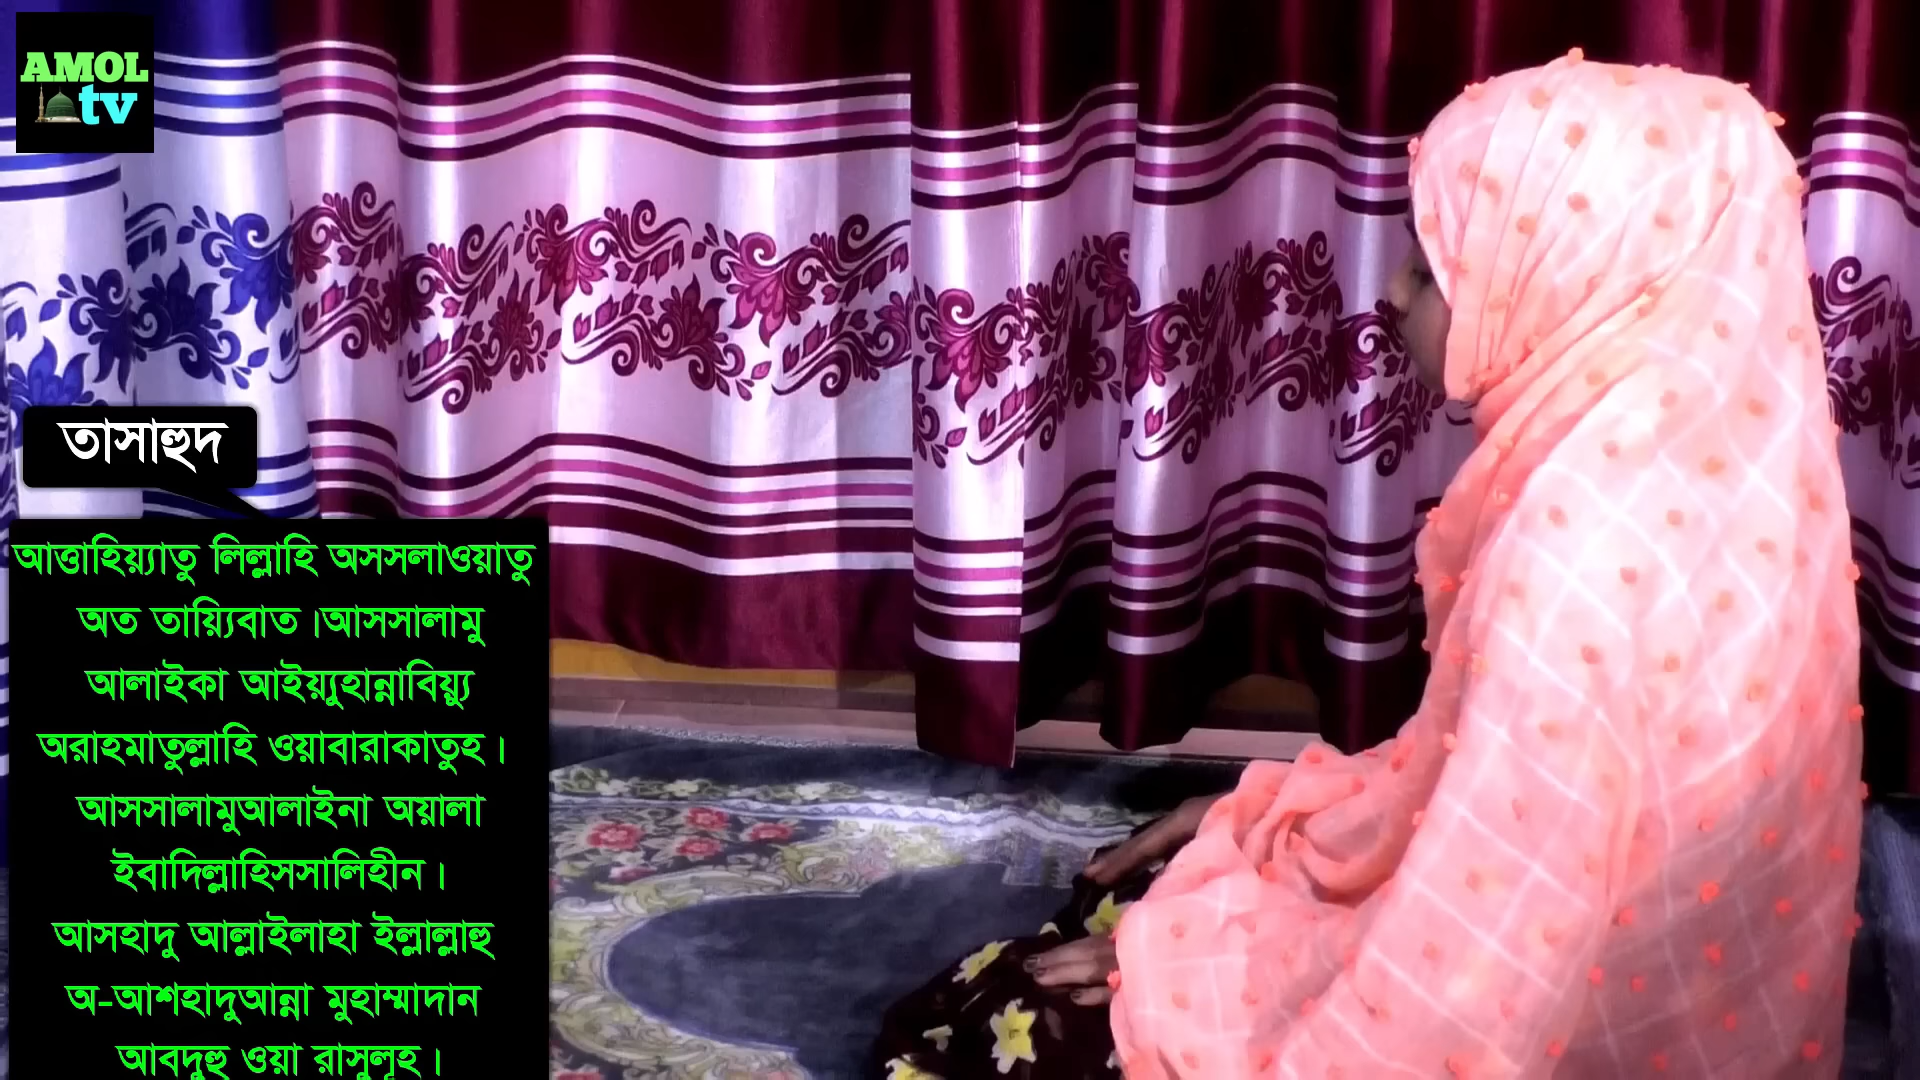 AMOL
tv
তাসাহুদ
আত্তাহিয়্যাতু লিল্লাহি অসসলাওয়াতু
অত তায়্যিবাত।আসসালামু
আলাইকা আইয়্যুহান্নাবিয়্যু
অরাহমাতুল্লাহি ওয়াবারাকাতুহ।
আসসালামুআলাইনা অয়ালা
ইবাদিল্লাহিসসালিহীন।
আসহাদু আল্লাইলাহা ইল্লাল্লাহু
অ-আশহাদুআন্না মুহাম্মাদান
আবদুহু ওয়া রাসুলূহ।